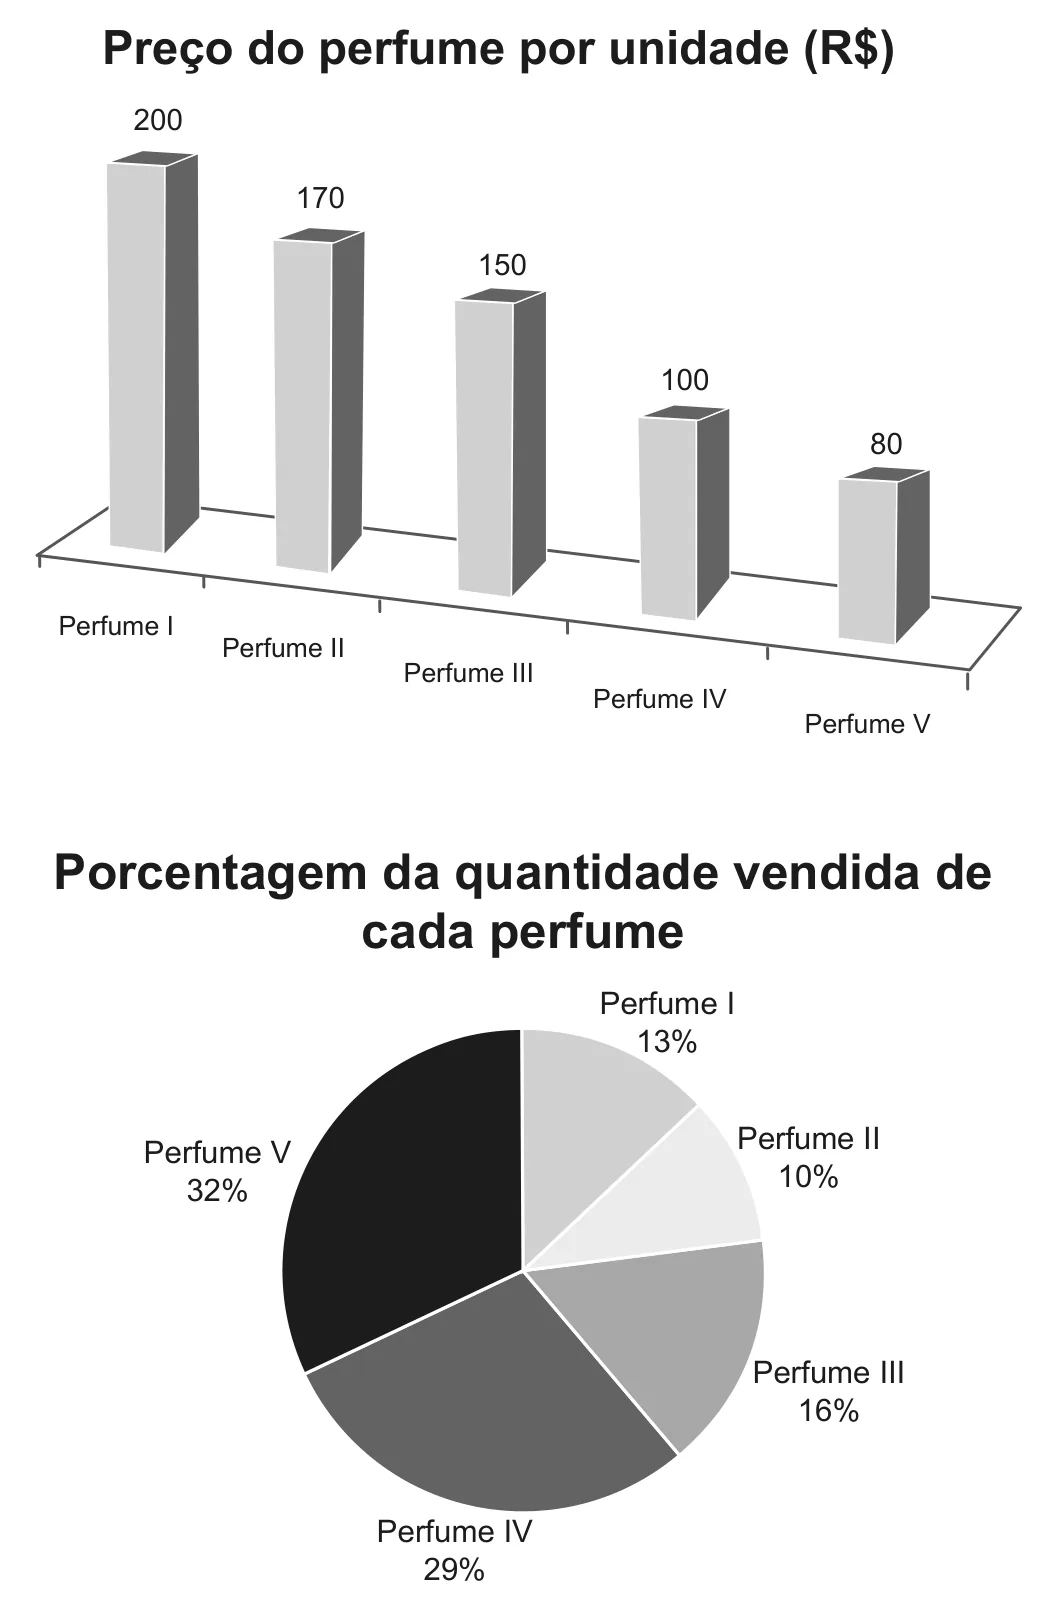 Preço do perfume por unidade (R$)
200
170
150
100
80
Perfume I
Perfume II
Perfume III
Perfume IV
Perfume V
Porcentagem da quantidade vendida de
cada perfume
Perfume I
13%
Perfume II
10%
Perfume V
32%
Perfume III
16%
Perfume IV
29%